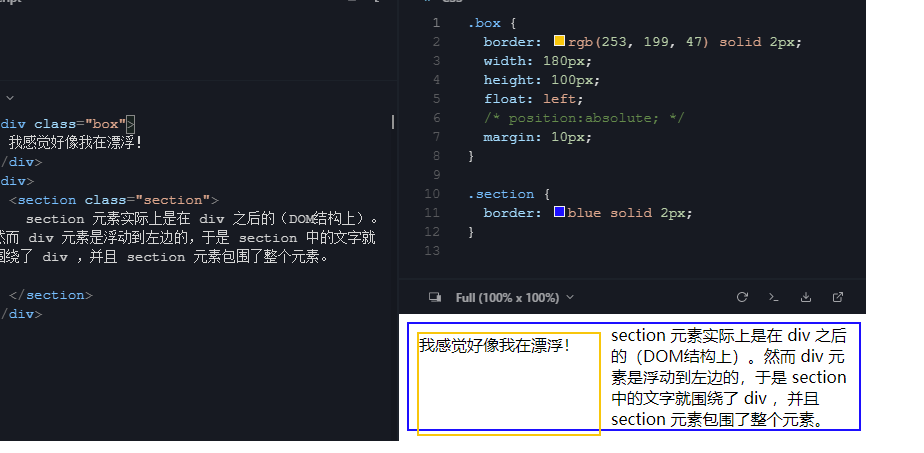 cript
css
div class="box">
我感觉好像我在漂浮!
/div>
div>
<section class="section">
section 元素实际上是在 div 之后的（DOM结构上）。
然而 div 元素是浮动到左边的，于是 section 中的文字就
围绕了 div ，并且 section 元素包围了整个元素。
</section>
/div>
1 .box {
2 border: rgb(253, 199, 47) solid 2px;
3 width: 180px;
4 height: 100px;
5 float: left;
6 /* position:absolute; */
7 margin: 10px;
8 }
9
10 .section {
11 border: blue solid 2px;
12 }
13
Full (100% x 100%)
我感觉好像我在漂浮！
section 元素实际上是在 div 之后
的（DOM结构上）。然而 div 元
素是浮动到左边的，于是 section
中的文字就围绕了 div ，并且
section 元素包围了整个元素。